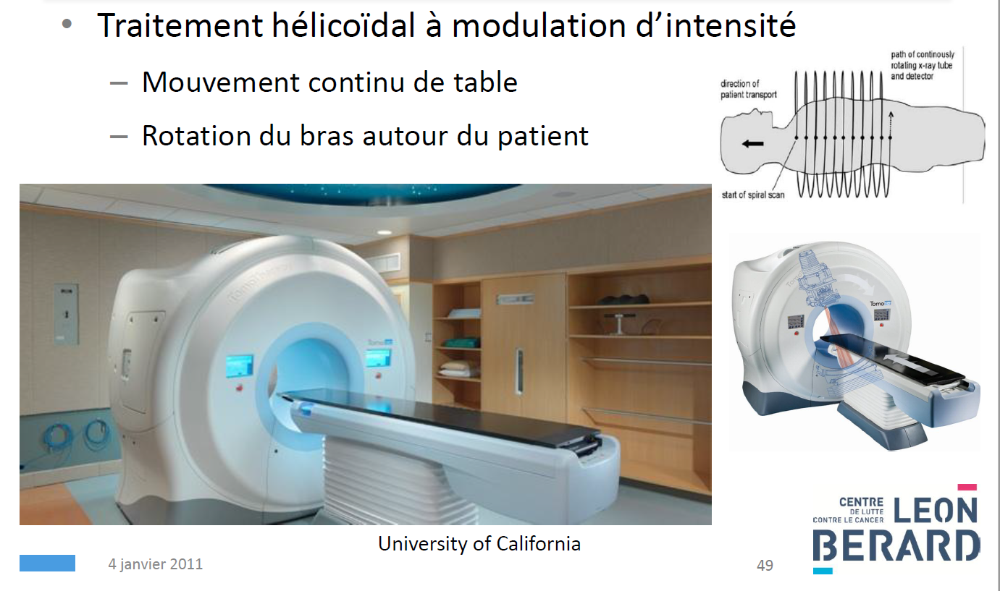 • Traitement hélicoïdal à modulation d’intensité
– Mouvement continu de table
– Rotation du bras autour du patient
path of continously
rotating x-ray tube
and detector
direction of
patient transport
start of spiral scan
Tomo
Tomo
University of California
4 janvier 2011
49
CENTRE
DE LUTTE
CONTRE LE CANCER
LEON
BERARD